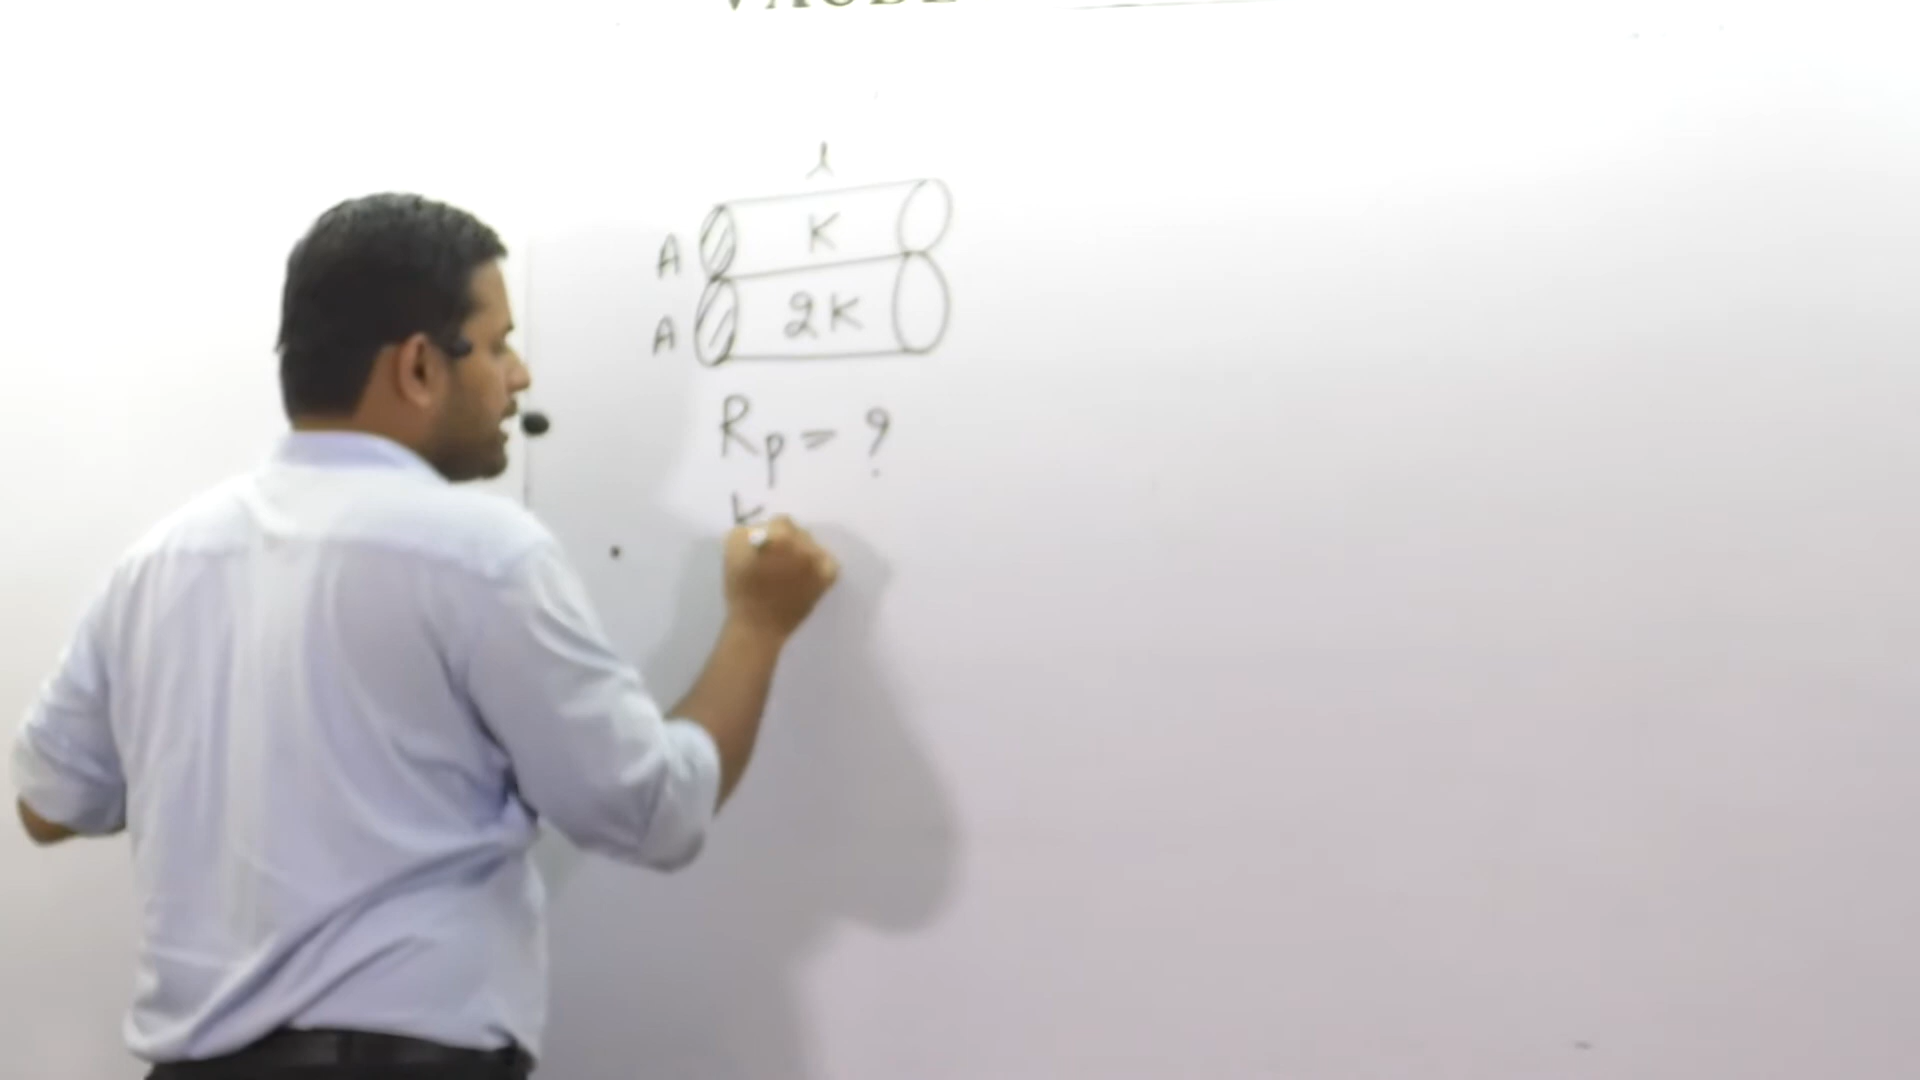 l
A K
A 2K
Rp = ?
K